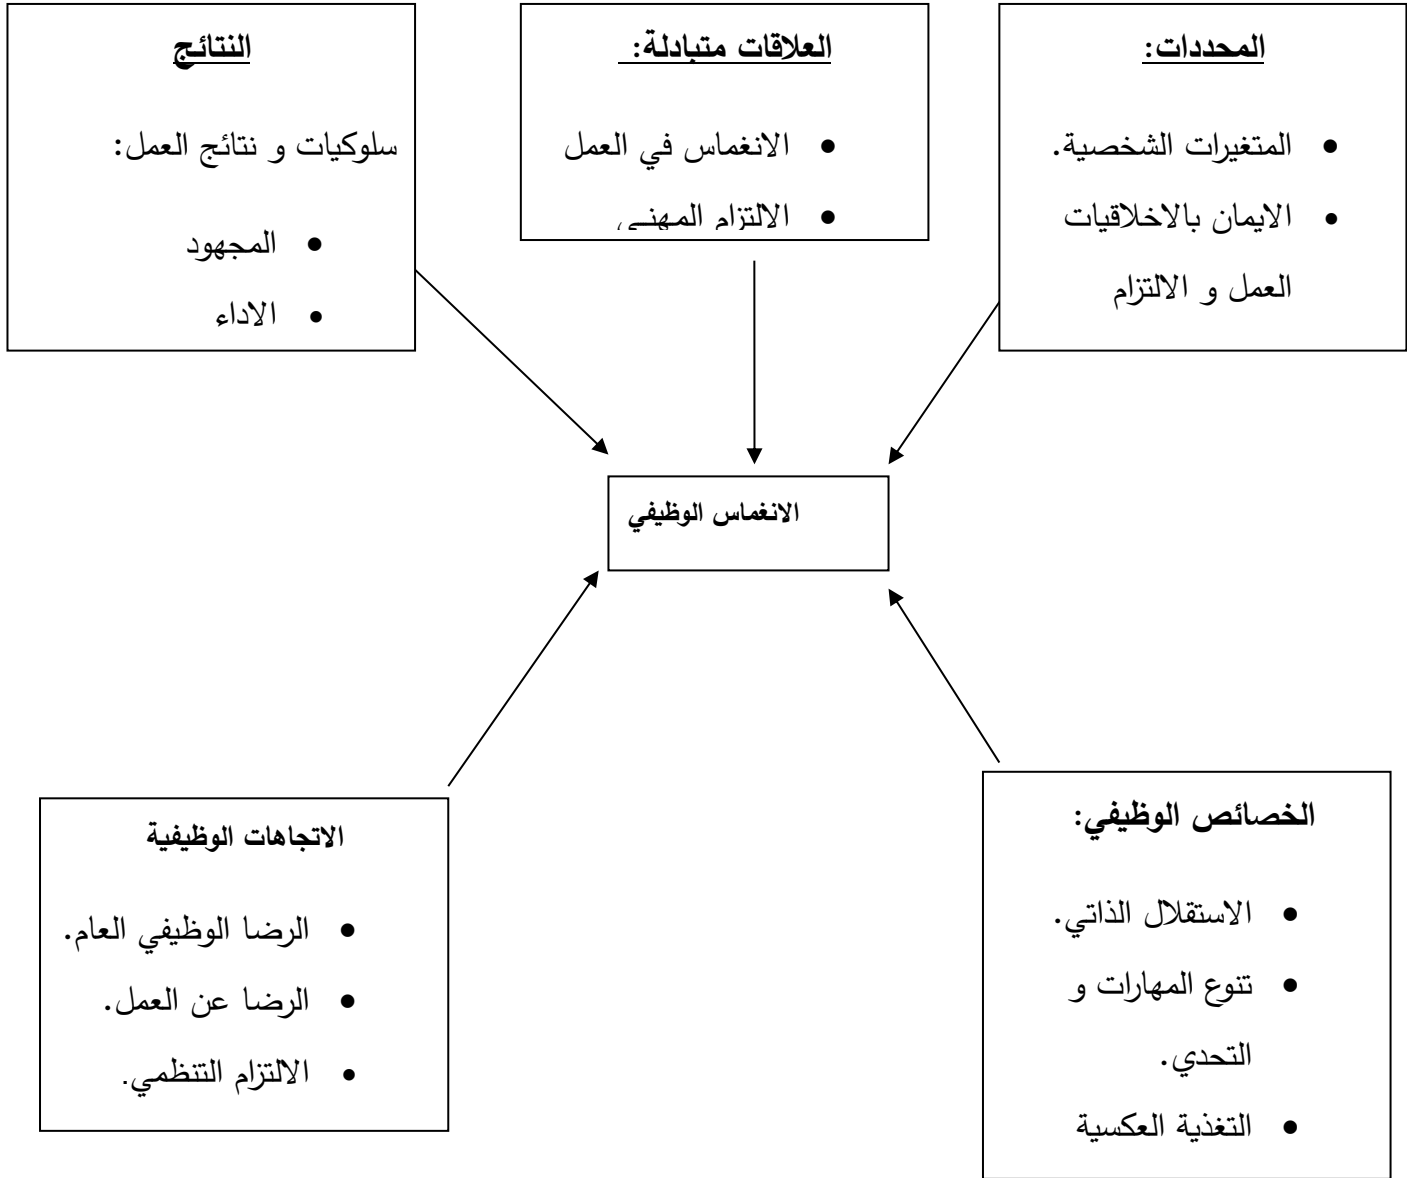 المحددات:
• المتغيرات الشخصية.
• الايمان بالاخلاقيات
العمل و الالتزام
العلاقات متبادلة:
• الانغماس في العمل
• الالتزام المهني
النتائج
سلوكيات و نتائج العمل:
• المجهود
• الاداء
الانغماس الوظيفي
الخصائص الوظيفي:
• الاستقلال الذاتي.
• تنوع المهارات و
التحدي.
• التغذية العكسية
الاتجاهات الوظيفية
• الرضا الوظيفي العام.
• الرضا عن العمل.
• الالتزام التنظمي.